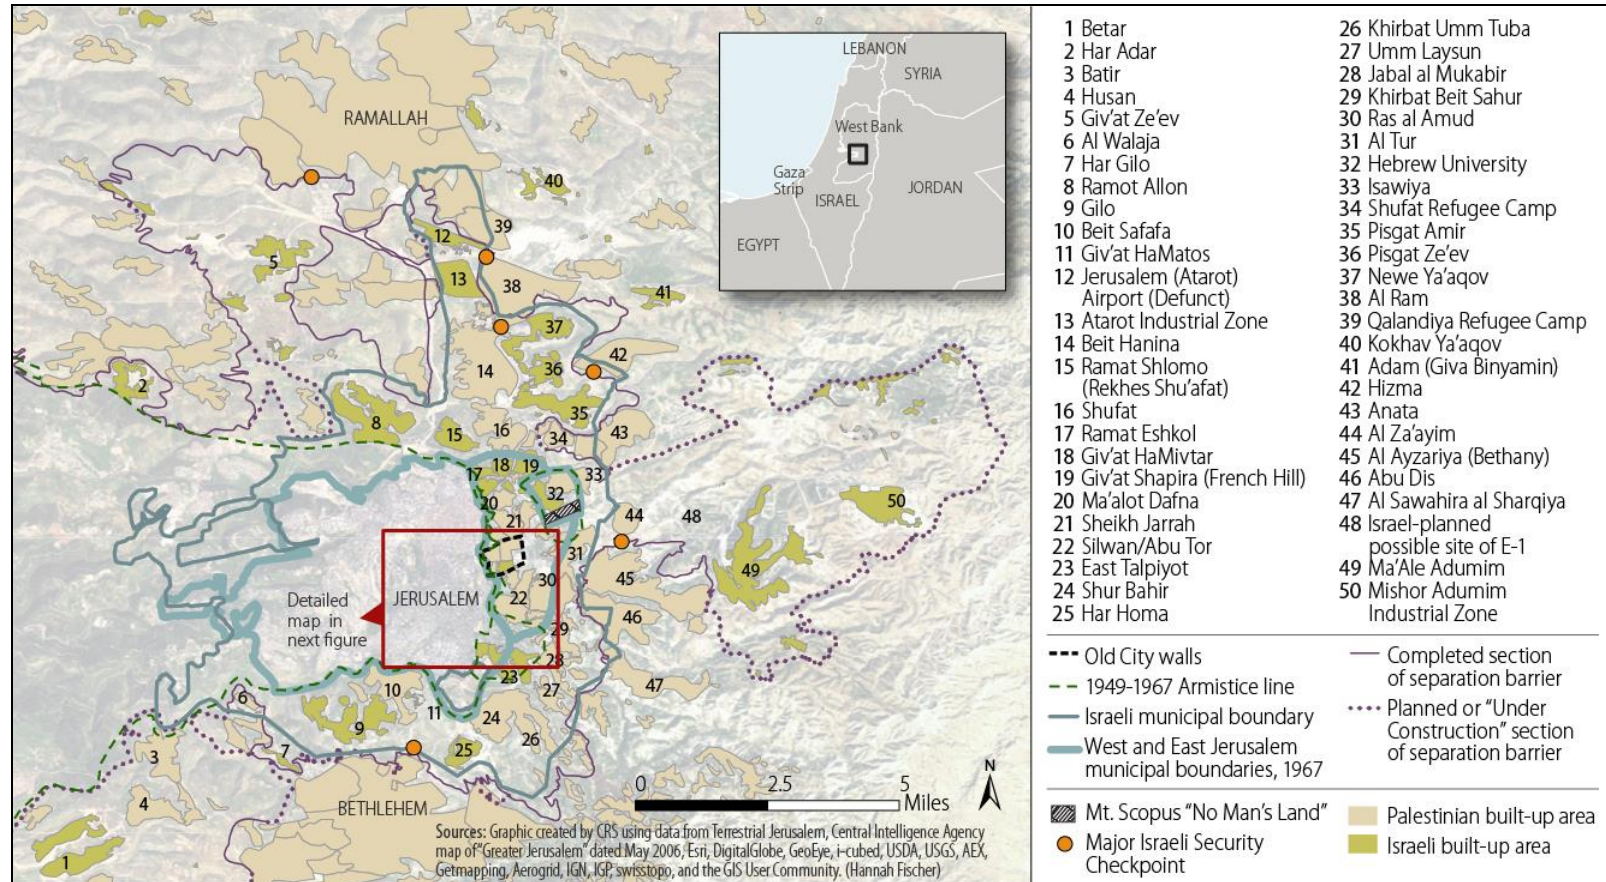 RAMALLAH
40
39
12
5
13
38
41
37
42
36
14
2
35
8
15
16
34
43
18
19
33
17
32
50
20
21
44
48
31
Detailed
map in
next figure
JERUSALEM
30
45
49
22
46
29
28
23
10
27
47
6
11
24
9
26
3
7
25
4
BETHLEHEM
1
LEBANON
SYRIA
West Bank
Gaza
Strip
ISRAEL
JORDAN
EGYPT
N
0 2.5 5
Miles
Sources: Graphic created by CRS using data from Terrestrial Jerusalem, Central Intelligence Agency
map of "Greater Jerusalem" dated May 2006, Esri, DigitalGlobe, GeoEye, i-cubed, USDA, USGS, AEX,
Getmapping, Aerogrid, IGN, IGP, swisstopo, and the GIS User Community. (Hannah Fischer)
1 Betar
2 Har Adar
3 Batir
4 Husan
5 Giv'at Ze'ev
6 Al Walaja
7 Har Gilo
8 Ramot Allon
9 Gilo
10 Beit Safafa
11 Giv'at HaMatos
12 Jerusalem (Atarot)
Airport (Defunct)
13 Atarot Industrial Zone
14 Beit Hanina
15 Ramat Shlomo
(Rekhes Shu'afat)
16 Shufat
17 Ramat Eshkol
18 Giv'at HaMivtar
19 Giv'at Shapira (French Hill)
20 Ma'alot Dafna
21 Sheikh Jarrah
22 Silwan/Abu Tor
23 East Talpiyot
24 Shur Bahir
25 Har Homa
26 Khirbat Umm Tuba
27 Umm Laysun
28 Jabal al Mukabir
29 Khirbat Beit Sahur
30 Ras al Amud
31 Al Tur
32 Hebrew University
33 Isawiya
34 Shufat Refugee Camp
35 Pisgat Amir
36 Pisgat Ze'ev
37 Newe Ya'aqov
38 Al Ram
39 Qalandiya Refugee Camp
40 Kokhav Ya'aqov
41 Adam (Giva Binyamin)
42 Hizma
43 Anata
44 Al Za'ayim
45 Al Ayzariya (Bethany)
46 Abu Dis
47 Al Sawahira al Sharqiya
48 Israel-planned
possible site of E-1
49 Ma'Ale Adumim
50 Mishor Adumim
Industrial Zone
Old City walls
1949-1967 Armistice line
Israeli municipal boundary
West and East Jerusalem
municipal boundaries, 1967
Completed section
of separation barrier
Planned or "Under
Construction" section
of separation barrier
Mt. Scopus "No Man's Land"
Major Israeli Security
Checkpoint
Palestinian built-up area
Israeli built-up area